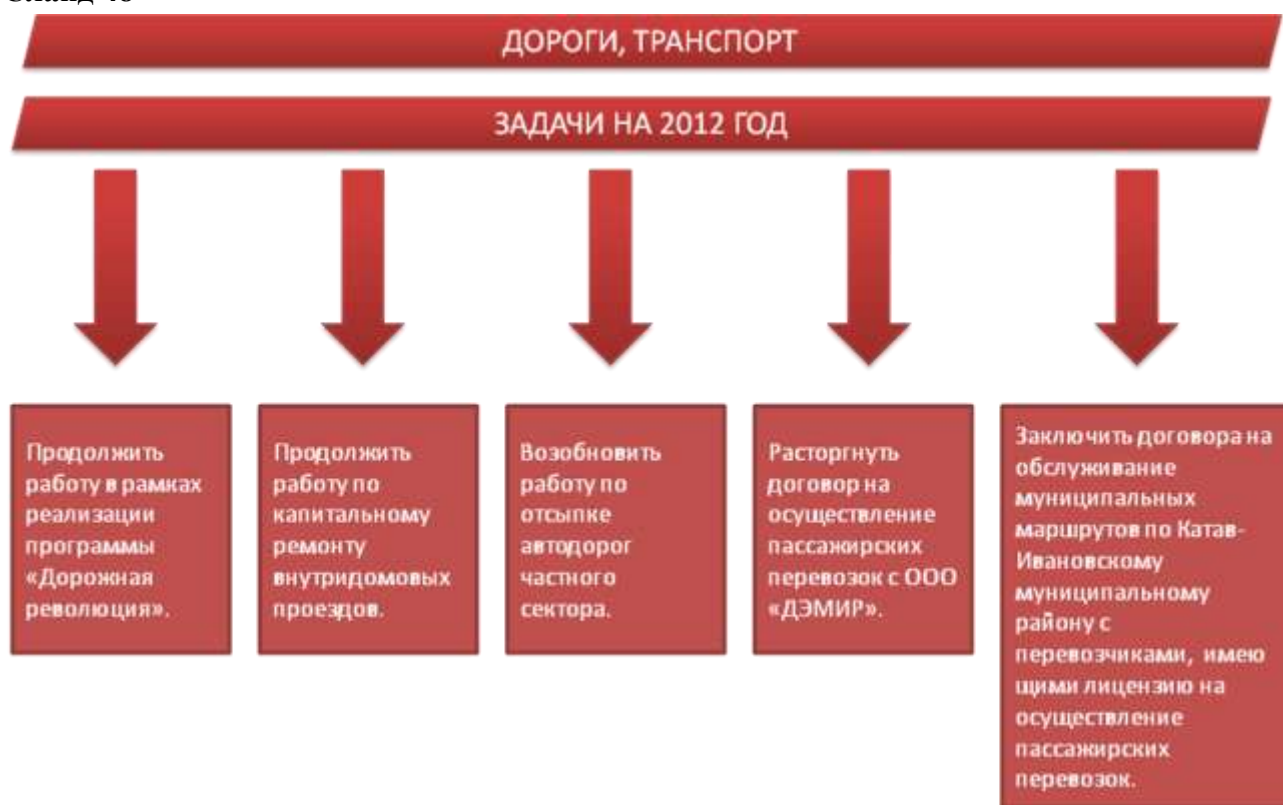 ДОРОГИ, ТРАНСПОРТ
ЗАДАЧИ НА 2012 ГОД
Продолжить
работу в рамках
реализации
программы
«Дорожная
революция».
Продолжить
работу по
капитальному
ремонту
внутридомовых
проездов.
Возобновить
работу по
отсыпке
автодорог
частного
сектора.
Расторгнуть
договор на
осуществление
пассажирских
перевозок с ООО
«ДЭМИР».
Заключить договора на
обслуживание
муниципальных
маршрутов по Катав-
Ивановскому
муниципальному
району с
перевозчиками, имею
щими лицензию на
осуществление
пассажирских
перевозок.